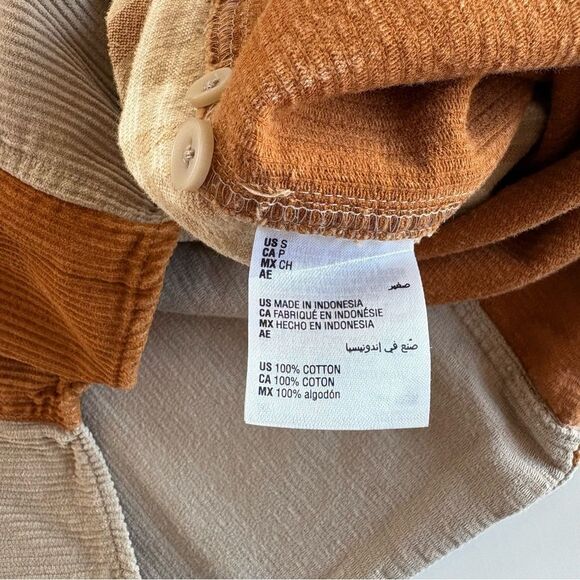 US S
CA P
MX CH
AE
صغير
US MADE IN INDONESIA
CA FABRIQUÉ EN INDONÉSIE
MX HECHO EN INDONESIA
AE
صنع في إندونيسيا
US 100% COTTON
CA 100% COTON
MX 100% algodón